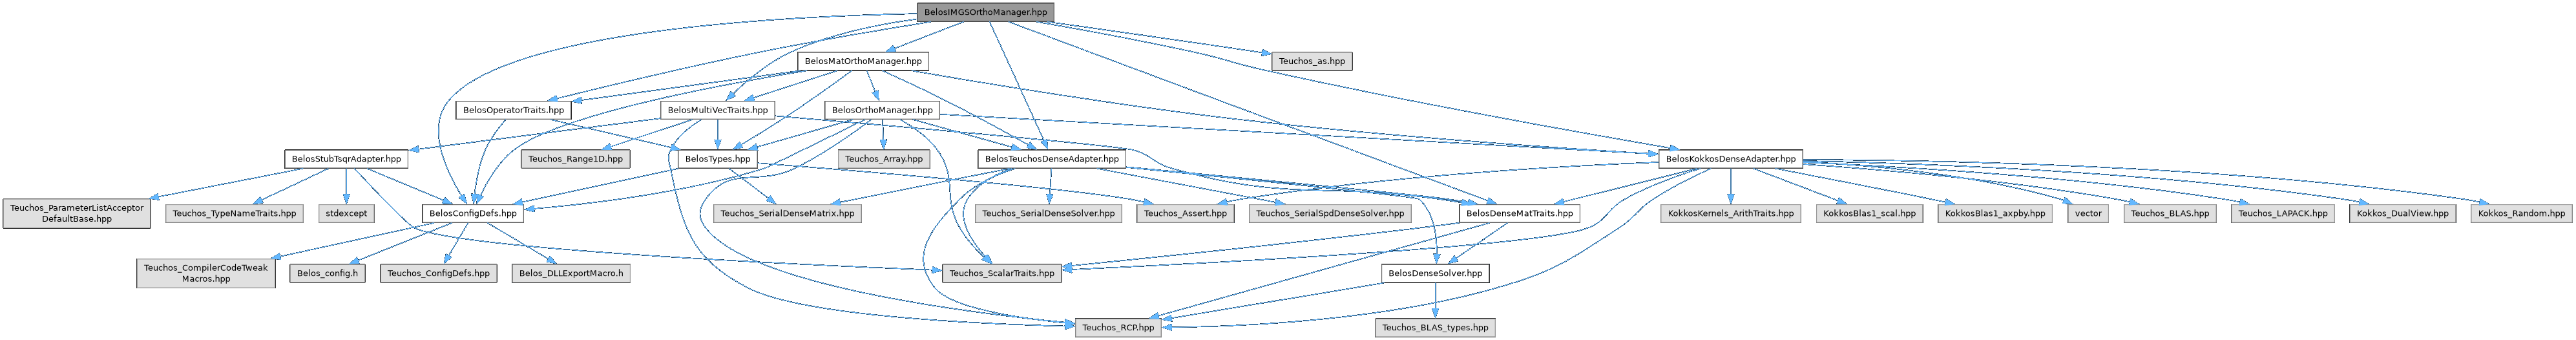 BelosIMGSOrthoManager.hpp
BelosMatOrthoManager.hpp
Teuchos_as.hpp
BelosOperatorTraits.hpp
BelosMultiVecTraits.hpp
BelosOrthoManager.hpp
BelosStubTsqrAdapter.hpp
Teuchos_Range1D.hpp
BelosTypes.hpp
Teuchos_Array.hpp
BelosTeuchosDenseAdapter.hpp
BelosKokkosDenseAdapter.hpp
Teuchos_ParameterListAcceptor
DefaultBase.hpp
Teuchos_TypeNameTraits.hpp
stdexcept
BelosConfigDefs.hpp
Teuchos_SerialDenseMatrix.hpp
Teuchos_SerialDenseSolver.hpp
Teuchos_Assert.hpp
Teuchos_SerialSpdDenseSolver.hpp
BelosDenseMatTraits.hpp
KokkosKernels_ArithTraits.hpp
KokkosBlas1_scal.hpp
KokkosBlas1_axpby.hpp
vector
Teuchos_BLAS.hpp
Teuchos_LAPACK.hpp
Kokkos_DualView.hpp
Kokkos_Random.hpp
Teuchos_CompilerCodeTweak
Macros.hpp
Belos_config.h
Teuchos_ConfigDefs.hpp
Belos_DLLExportMacro.h
Teuchos_ScalarTraits.hpp
BelosDenseSolver.hpp
Teuchos_RCP.hpp
Teuchos_BLAS_types.hpp